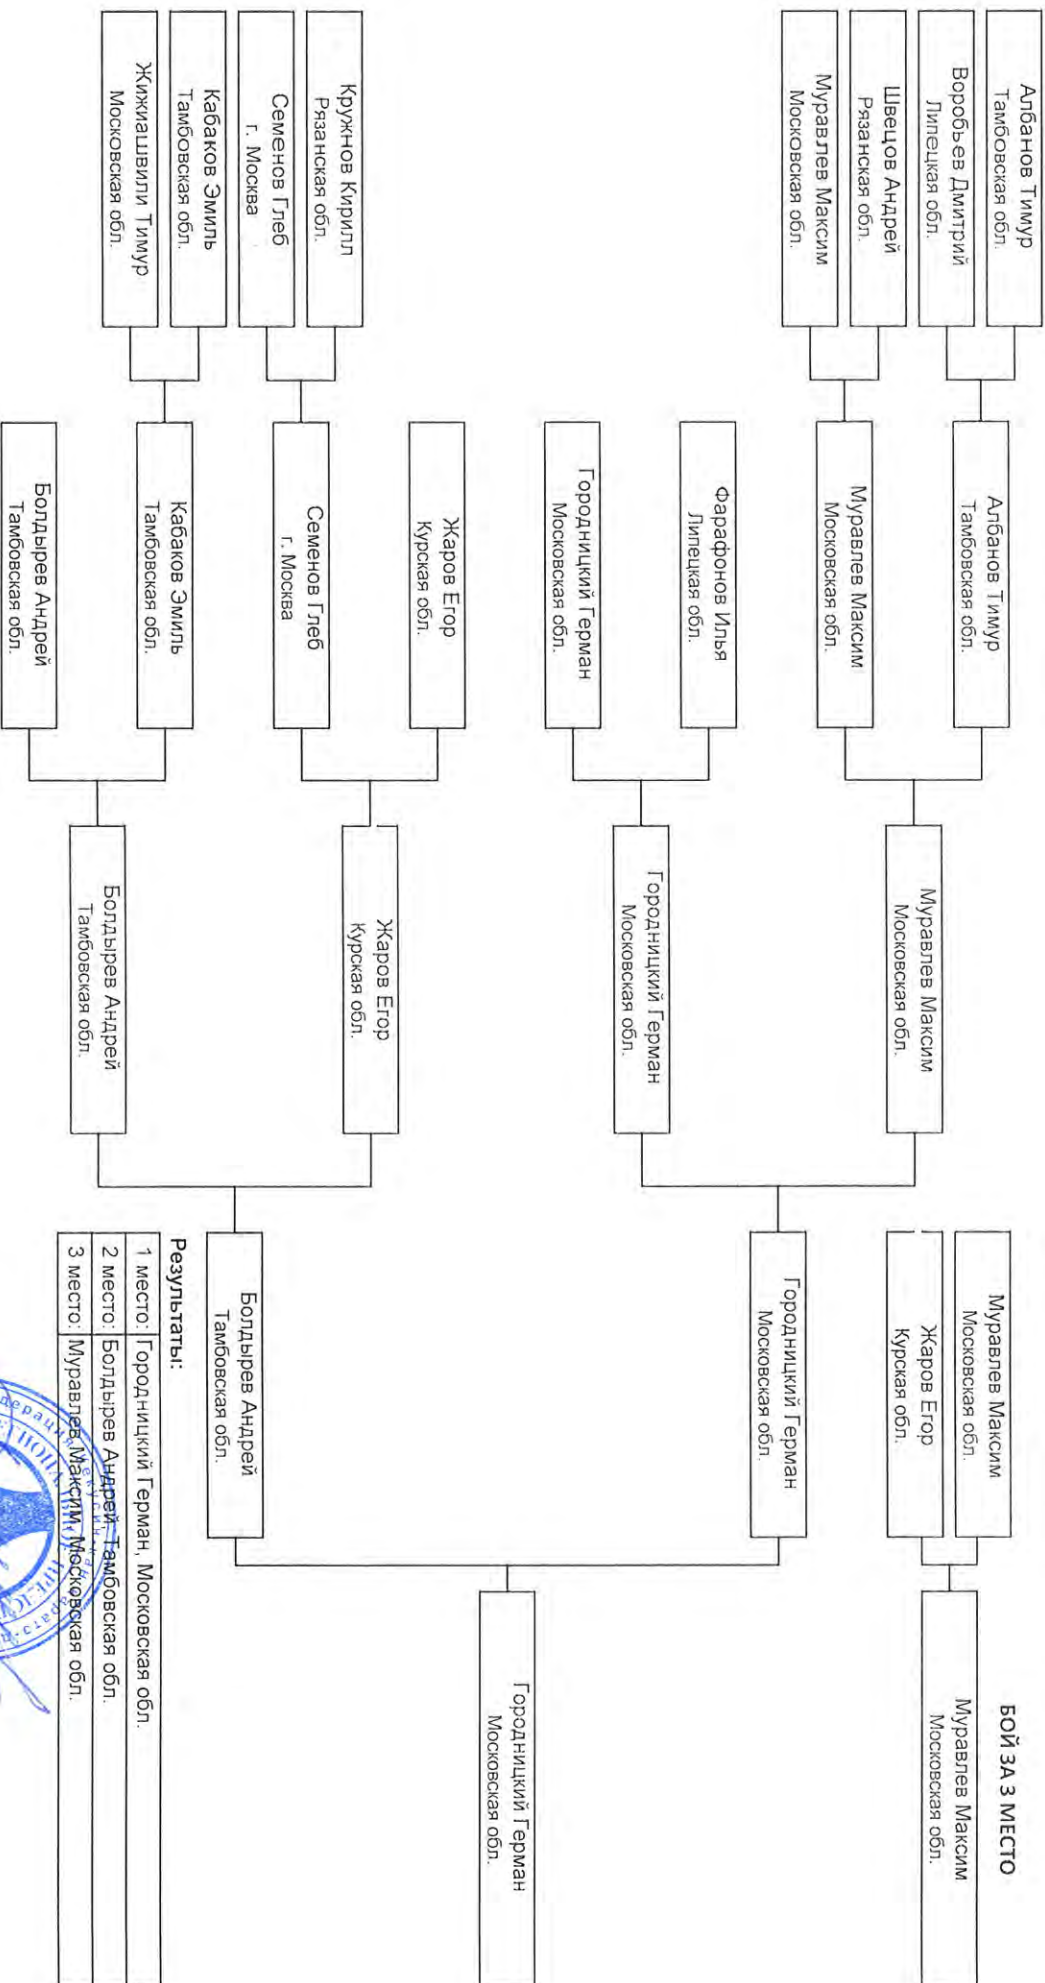 Албанов Тимур
Тамбовская обл.
Воробьев Дмитрий
Липецкая обл.
Швецов Андрей
Рязанская обл.
Муравлев Максим
Московская обл.
Кружнов Кирилл
Рязанская обл.
Семенов Глеб
г. Москва
Кабаков Эмиль
Тамбовская обл.
Жижиашвили Тимур
Московская обл.
Албанов Тимур
Тамбовская обл.
Муравлев Максим
Московская обл.
Фарафонов Илья
Липецкая обл.
Городницкий Герман
Московская обл.
Жаров Егор
Курская обл.
Семенов Глеб
г. Москва
Кабаков Эмиль
Тамбовская обл.
Болдырев Андрей
Тамбовская обл.
Муравлев Максим
Московская обл.
Городницкий Герман
Московская обл.
Жаров Егор
Курская обл.
Болдырев Андрей
Тамбовская обл.
Муравлев Максим
Московская обл.
Жаров Егор
Курская обл.
Городницкий Герман
Московская обл.
Болдырев Андрей
Тамбовская обл.
БОЙ ЗА 3 МЕСТО
Муравлев Максим
Московская обл.
Городницкий Герман
Московская обл.
Результаты:
1 место: Городницкий Герман, Московская обл.
2 место: Болдырев Андрей, Тамбовская обл.
3 место: Муравлев Максим, Московская обл.